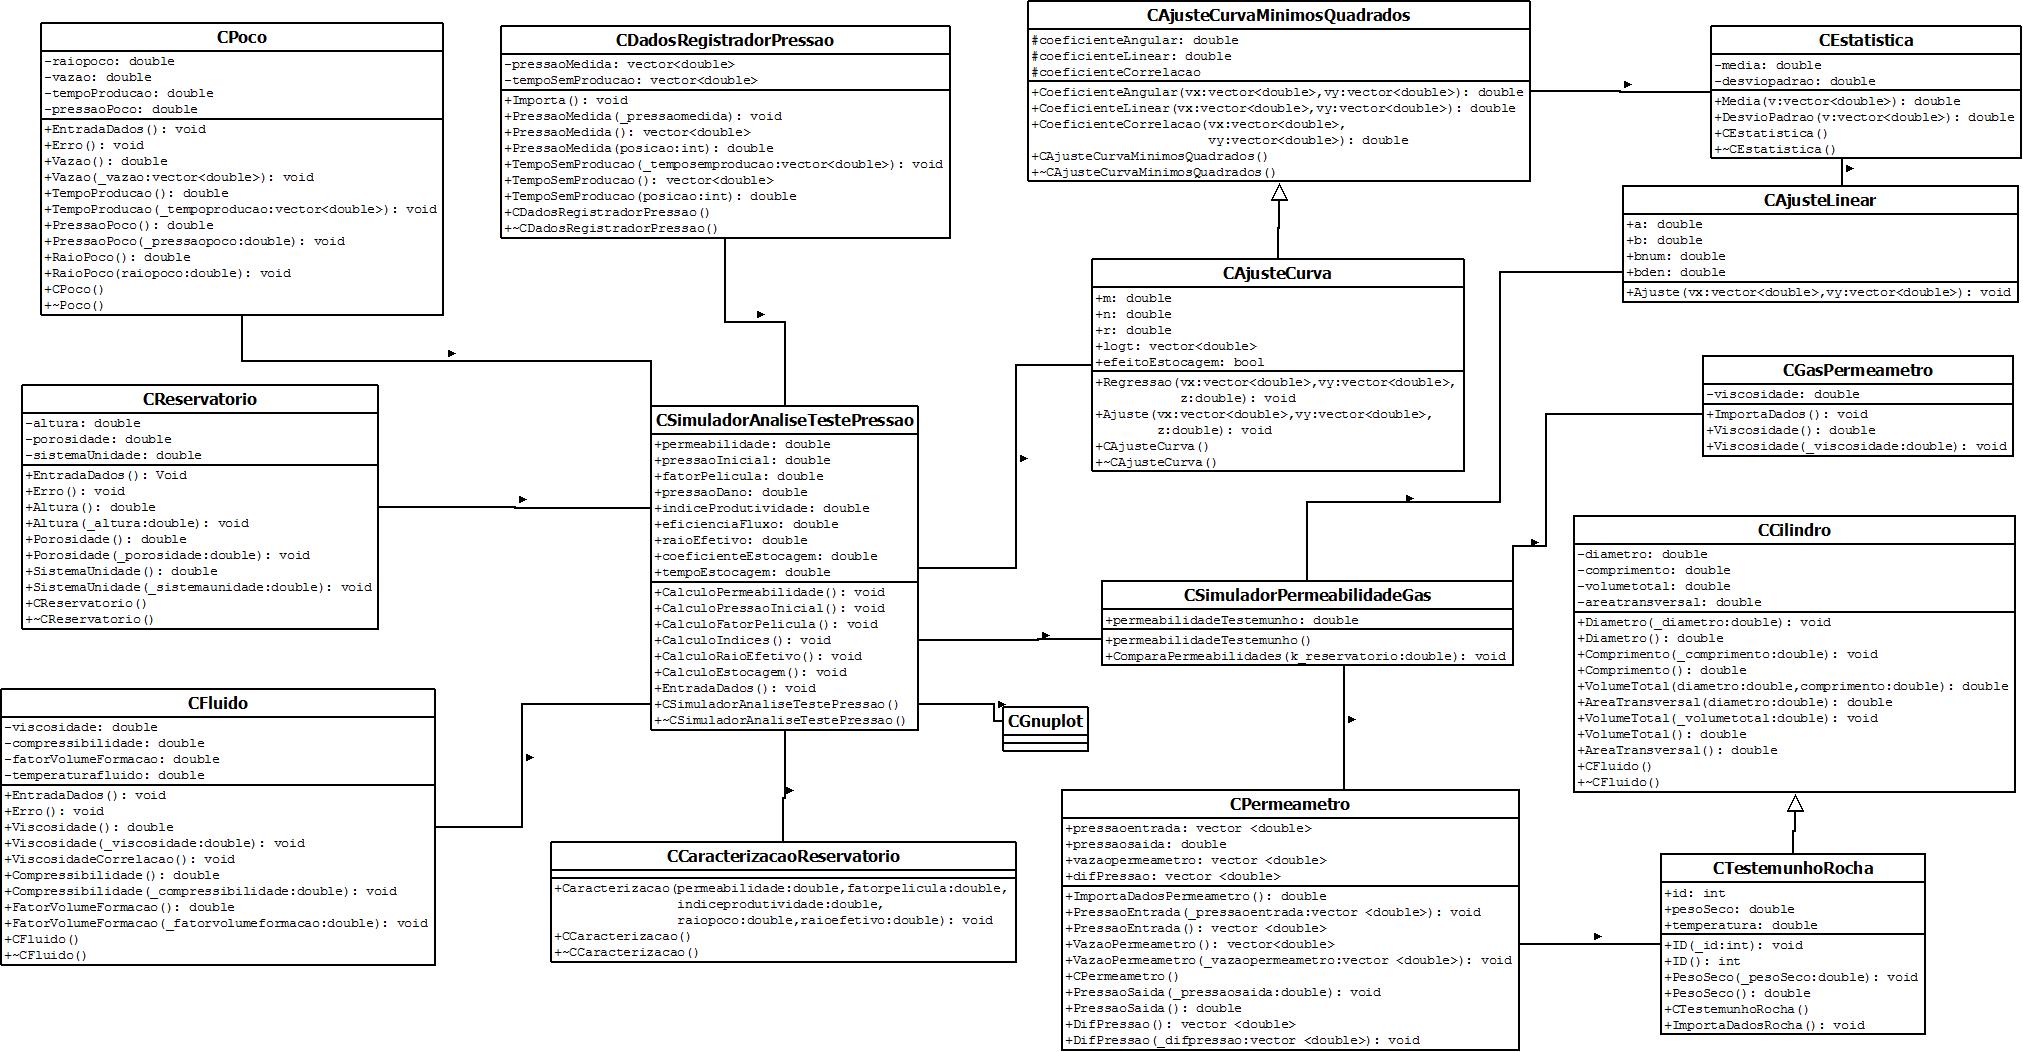 CPoco
-raiopoco: double
-vazao: double
-tempoProducao: double
-pressaoPoco: double
+EntradaDados(): void
+Erro(): void
+Vazao(): double
+Vazao(_vazao:vector<double>): void
+TempoProducao(): double
+TempoProducao(_tempoproducao:vector<double>): void
+PressaoPoco(): double
+PressaoPoco(_pressaopoco:double): void
+RaioPoco(): double
+RaioPoco(raiopoco:double): void
+CPoco()
+~Poco()
CDadosRegistradorPressao
-pressaoMedida: vector<double>
-tempoSemProducao: vector<double>
+Importa(): void
+PressaoMedida(_pressaomedida): void
+PressaoMedida(): vector<double>
+PressaoMedida(posicao:int): double
+TempoSemProducao(_temposemproducao:vector<double>): void
+TempoSemProducao(): vector<double>
+TempoSemProducao(posicao:int): double
+CDadosRegistradorPressao()
+~CDadosRegistradorPressao()
CAjusteCurvaMinimosQuadrados
#coeficienteAngular: double
#coeficienteLinear: double
#coeficienteCorrelacao
+CoeficienteAngular(vx:vector<double>,vy:vector<double>): double
+CoeficienteLinear(vx:vector<double>,vy:vector<double>): double
+CoeficienteCorrelacao(vx:vector<double>,
vy:vector<double>): double
+CAjusteCurvaMinimosQuadrados()
+~CAjusteCurvaMinimosQuadrados()
CEstatistica
-media: double
-desviopadrao: double
+Media(v:vector<double>): double
+DesvioPadrao(v:vector<double>): double
+CEstatistica()
+~CEstatistica()
CAjusteLinear
+a: double
+b: double
+bnum: double
+bden: double
+Ajuste(vx:vector<double>,vy:vector<double>): void
CAjusteCurva
+m: double
+n: double
+r: double
+logt: vector<double>
+efeitoEstocagem: bool
+Regressao(vx:vector<double>,vy:vector<double>,
z:double): void
+Ajuste(vx:vector<double>,vy:vector<double>,
z:double): void
+CAjusteCurva()
+~CAjusteCurva()
CGasPermeametro
-viscosidade: double
+ImportaDados(): void
+Viscosidade(): double
+Viscosidade(_viscosidade:double): void
CReservatorio
-altura: double
-porosidade: double
-sistemaUnidade: double
+EntradaDados(): Void
+Erro(): void
+Altura(): double
+Altura(_altura:double): void
+Porosidade(): double
+Porosidade(_porosidade:double): void
+SistemaUnidade(): double
+SistemaUnidade(_sistemaunidade:double): void
+CReservatorio()
+~CReservatorio()
CSimuladorAnaliseTestePressao
+permeabilidade: double
+pressaoInicial: double
+fatorPelicula: double
+pressaoDano: double
+indiceProdutividade: double
+eficienciaFluxo: double
+raioEfetivo: double
+coeficienteEstocagem: double
+tempoEstocagem: double
+CalculoPermeabilidade(): void
+CalculoPressaoInicial(): void
+CalculoFatorPelicula(): void
+CalculoIndices(): void
+CalculoRaioEfetivo(): void
+CalculoEstocagem(): void
+EntradaDados(): void
+CSimuladorAnaliseTestePressao()
+~CSimuladorAnaliseTestePressao()
CSimuladorPermeabilidadeGas
+permeabilidadeTestemunho: double
+permeabilidadeTestemunho()
+ComparaPermeabilidades(k_reservatorio:double): void
CCilindro
-diametro: double
-comprimento: double
-volumetotal: double
-areatransversal: double
+Diametro(_diametro:double): void
+Diametro(): double
+Comprimento(_comprimento:double): void
+Comprimento(): double
+VolumeTotal(diametro:double,comprimento:double): double
+AreaTransversal(diametro:double): double
+VolumeTotal(_volumetotal:double): void
+VolumeTotal(): double
+AreaTransversal(): double
+CFluido()
+~CFluido()
CFluido
-viscosidade: double
-compressibilidade: double
-fatorVolumeFormacao: double
-temperaturafluido: double
+EntradaDados(): void
+Erro(): void
+Viscosidade(): double
+Viscosidade(_viscosidade:double): void
+ViscosidadeCorrelacao(): void
+Compressibilidade(): double
+Compressibilidade(_compressibilidade:double): void
+FatorVolumeFormacao(): double
+FatorVolumeFormacao(_fatorvolumeformacao:double): void
+CFluido()
+~CFluido()
CGnuplot
CCaracterizacaoReservatorio
+Caracterizacao(permeabilidade:double,fatorpelicula:double,
indiceprodutividade:double,
raiopoco:double,raioefetivo:double): void
+CCaracterizacao()
+~CCaracterizacao()
CPermeametro
+pressaoentrada: vector <double>
+pressaosaida: double
+vazaopermeametro: vector <double>
+difPressao: vector <double>
+ImportaDadosPermeametro(): double
+PressaoEntrada(_pressaoentrada:vector <double>): void
+PressaoEntrada(): vector <double>
+VazaoPermeametro(): vector<double>
+VazaoPermeametro(_vazaopermeametro:vector <double>): void
+CPermeametro()
+PressaoSaida(_pressaosaida:double): void
+PressaoSaida(): double
+DifPressao(): vector <double>
+DifPressao(_difpressao:vector <double>): void
CTestemunhoRocha
+id: int
+pesoSeco: double
+temperatura: double
+ID(_id:int): void
+ID(): int
+PesoSeco(_pesoSeco:double): void
+PesoSeco(): double
+CTestemunhoRocha()
+ImportaDadosRocha(): void